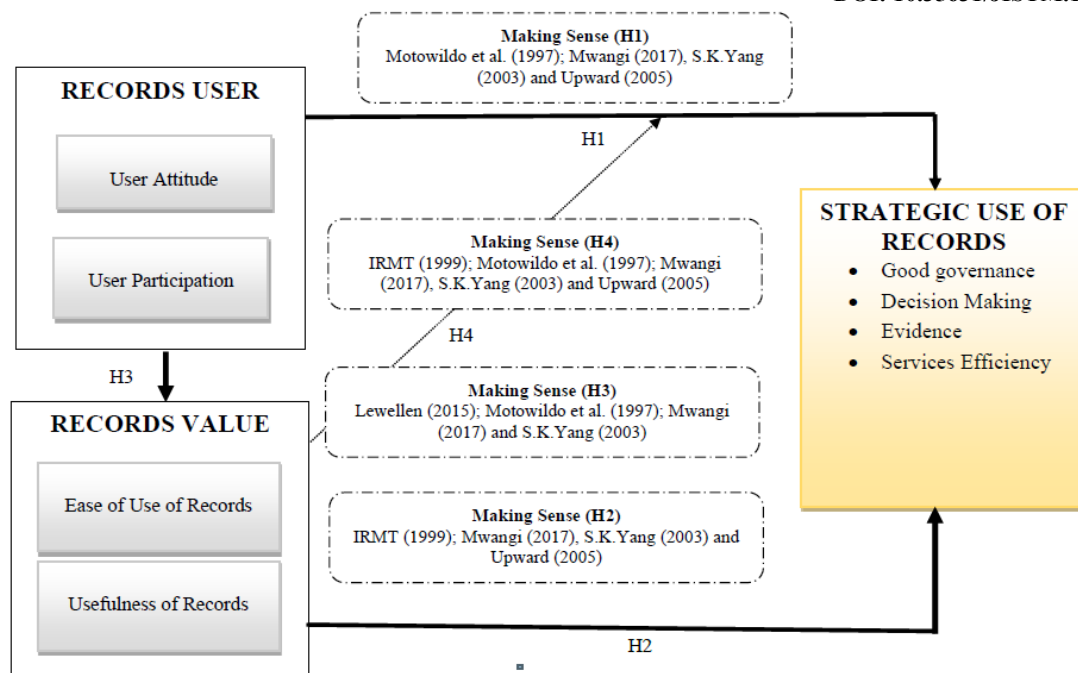 Making Sense (H1)
Motowildo et al. (1997); Mwangi (2017), S.K.Yang
(2003) and Upward (2005)
RECORDS USER
User Attitude
User Participation
H1
Making Sense (H4)
IRMT (1999); Motowildo et al. (1997); Mwangi
(2017), S.K.Yang (2003) and Upward (2005)
H4
STRATEGIC USE OF
RECORDS
• Good governance
• Decision Making
• Evidence
• Services Efficiency
H3
Making Sense (H3)
Lewellen (2015); Motowildo et al. (1997); Mwangi
(2017) and S.K.Yang (2003)
RECORDS VALUE
Ease of Use of Records
Usefulness of Records
Making Sense (H2)
IRMT (1999); Mwangi (2017), S.K.Yang (2003) and
Upward (2005)
H2